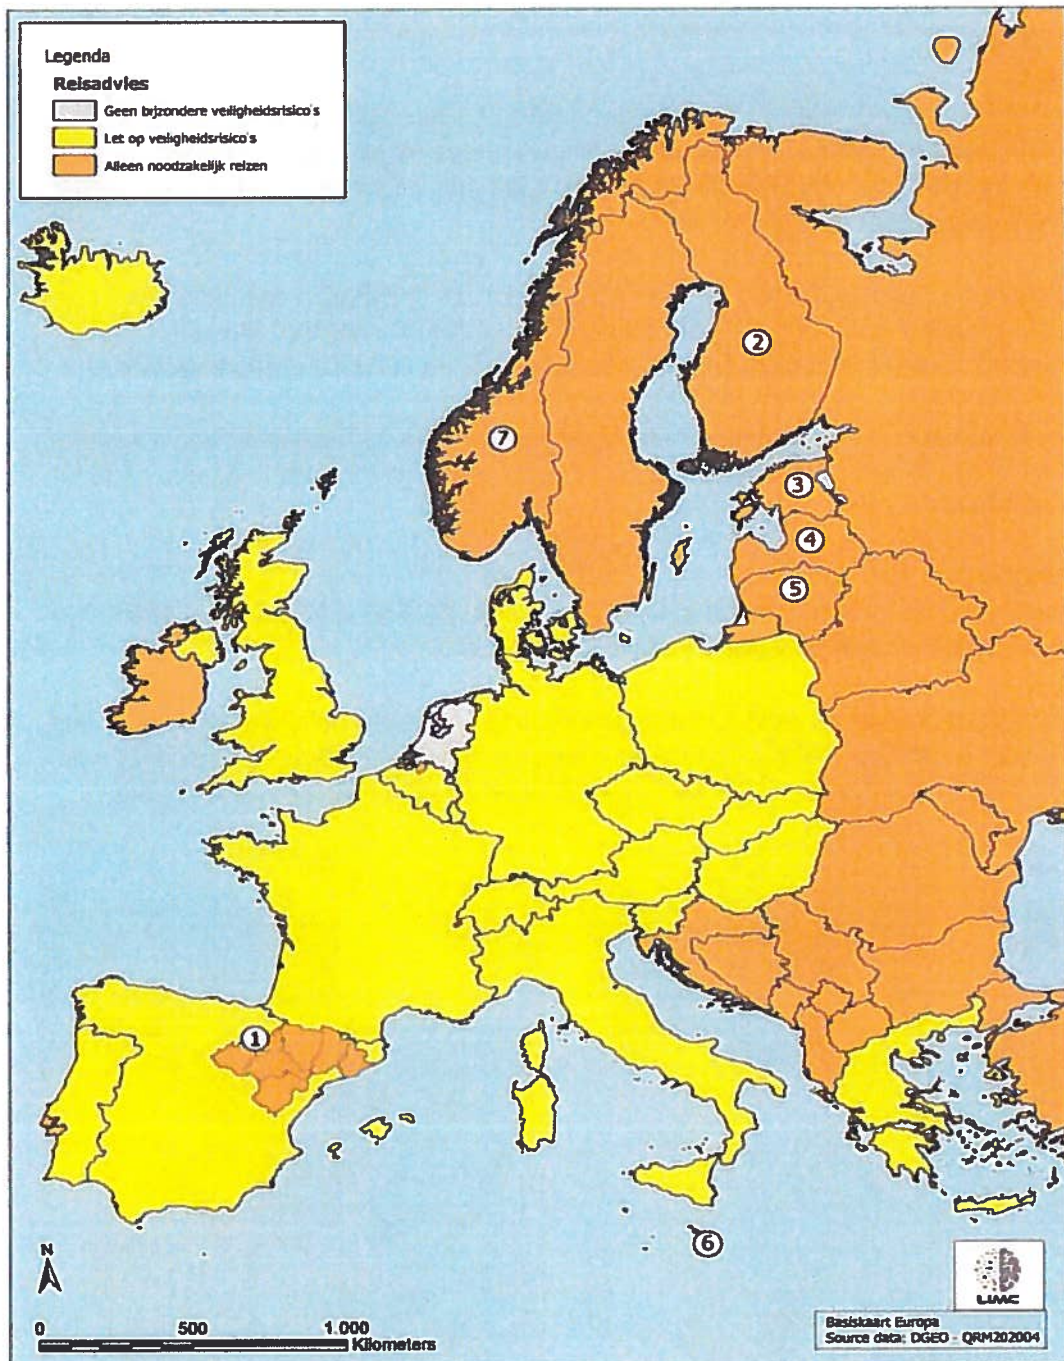 Legenda
Reisadvies
Geen bijzondere veiligheidsrisico's
Let op veiligheidsrisico's
Alleen noodzakelijk reizen
2
7
3
4
5
1
6
N
0 500 1.000
Kilometers
LIMC
Basiskaart Europa
Source data: DGEO - QRM202004